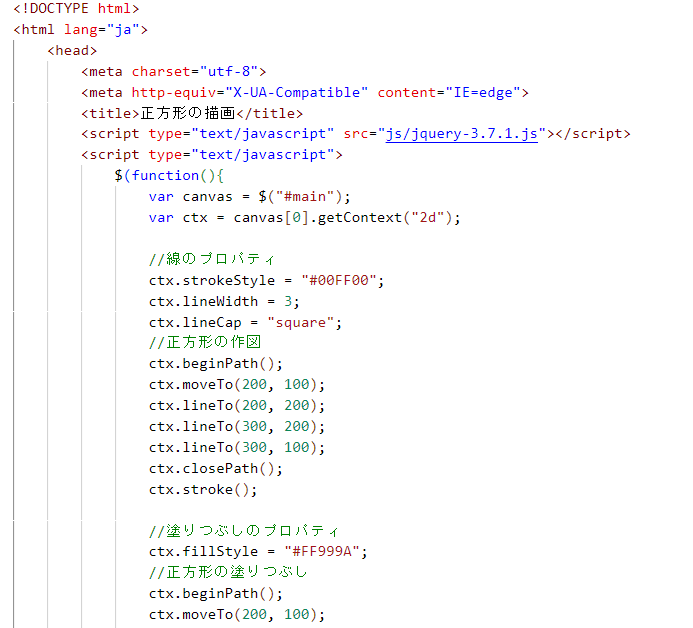 <!DOCTYPE html>
<html lang="ja">
<head>
<meta charset="utf-8">
<meta http-equiv="X-UA-Compatible" content="IE=edge">
<title>正方形の描画</title>
<script type="text/javascript" src="js/jquery-3.7.1.js"></script>
<script type="text/javascript">
$(function(){
var canvas = $("#main");
var ctx = canvas[0].getContext("2d");
//線のプロパティ
ctx.strokeStyle = "#00FF00";
ctx.lineWidth = 3;
ctx.lineCap = "square";
//正方形の作図
ctx.beginPath();
ctx.moveTo(200, 100);
ctx.lineTo(200, 200);
ctx.lineTo(300, 200);
ctx.lineTo(300, 100);
ctx.closePath();
ctx.stroke();
//塗りつぶしのプロパティ
ctx.fillStyle = "#FF999A";
//正方形の塗りつぶし
ctx.beginPath();
ctx.moveTo(200, 100);